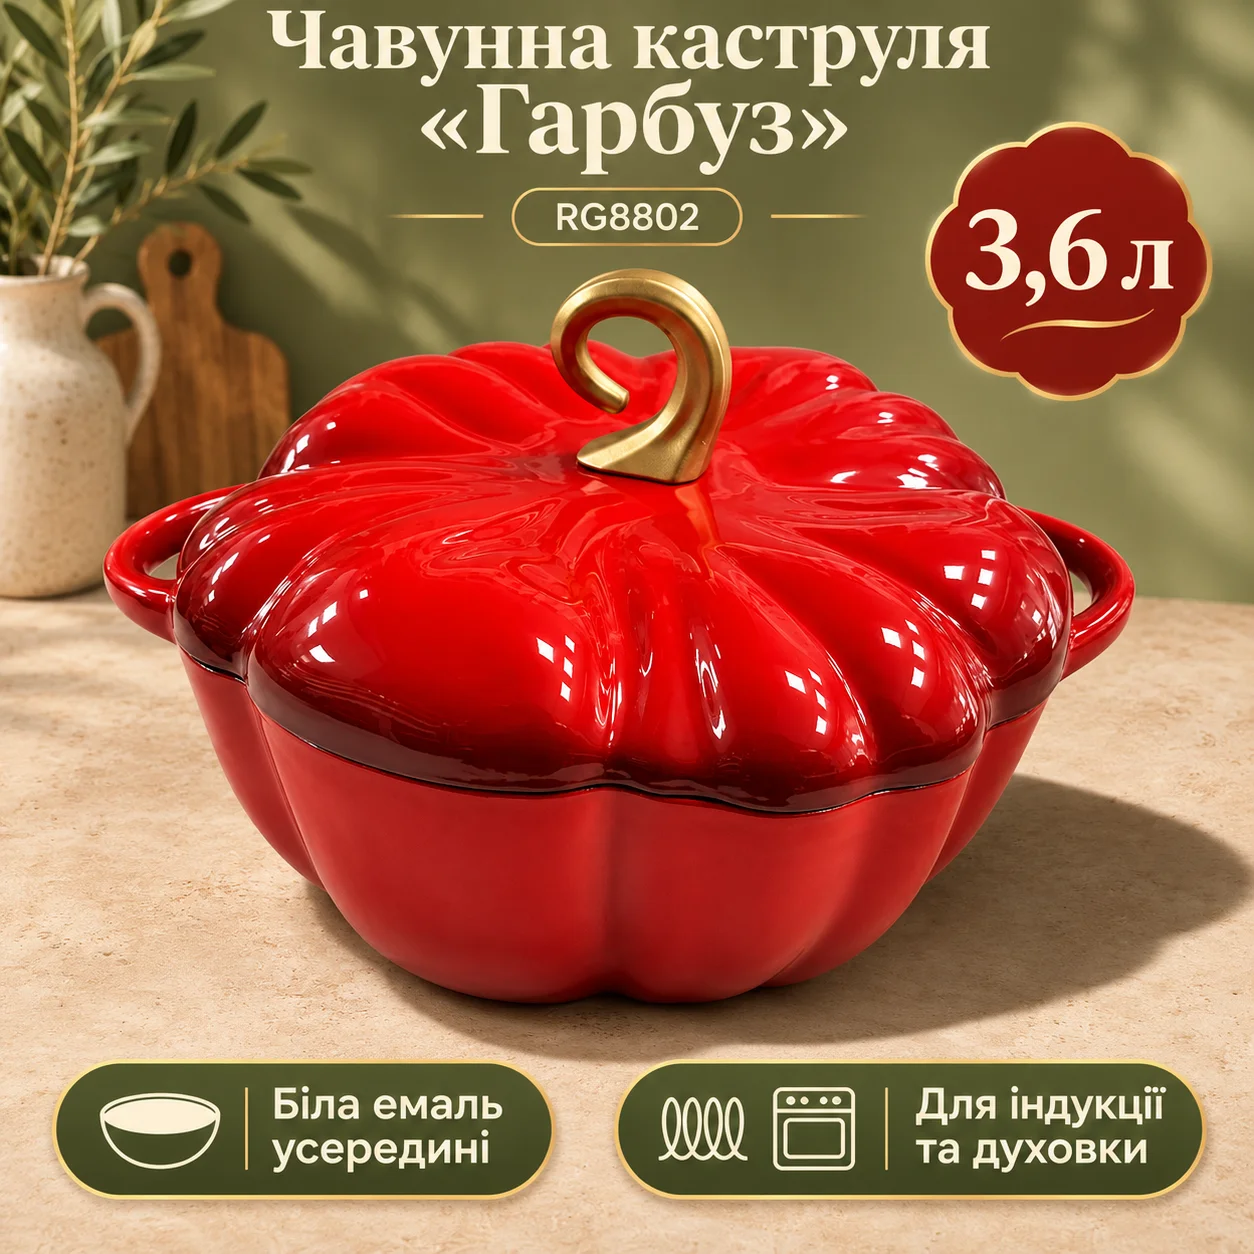 Чавунна каструля
«Гарбуз»
RG8802
3,6 л
Біла емаль
усередині
Для індукції
та духовки